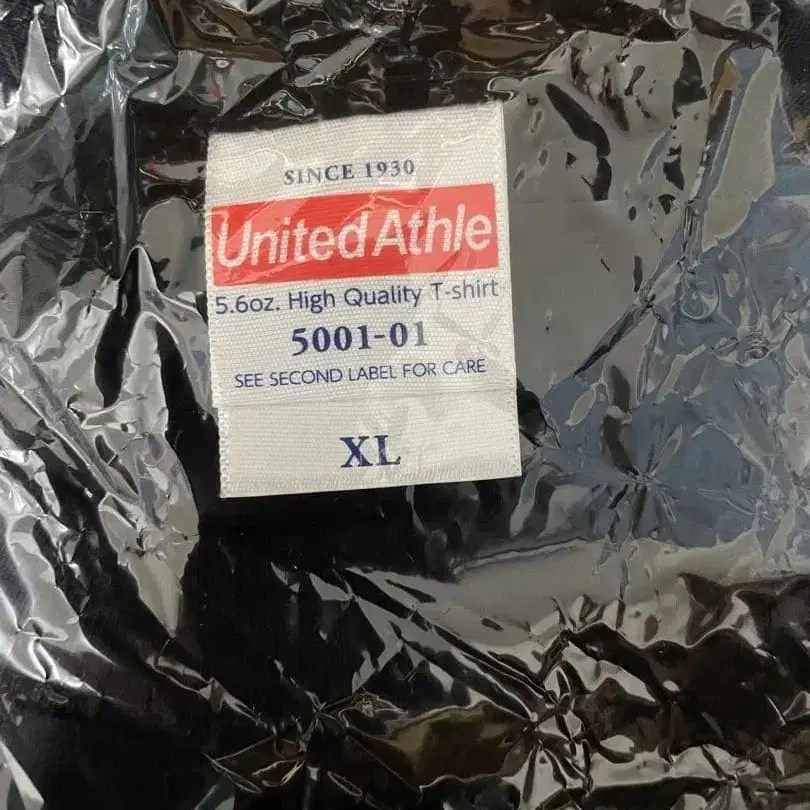 SINCE 1930
United Athle
5.6oz. High Quality T-shirt
5001-01
SEE SECOND LABEL FOR CARE
XL